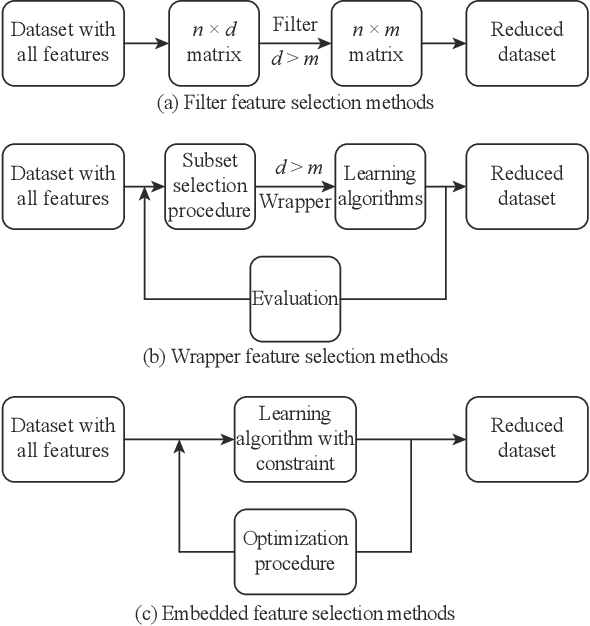 Dataset with
all features
n × d
matrix
Filter
d > m
n × m
matrix
Reduced
dataset
(a) Filter feature selection methods
Dataset with
all features
Subset
selection
procedure
d > m
Wrapper
Learning
algorithms
Reduced
dataset
Evaluation
(b) Wrapper feature selection methods
Dataset with
all features
Learning
algorithm with
constraint
Reduced
dataset
Optimization
procedure
(c) Embedded feature selection methods